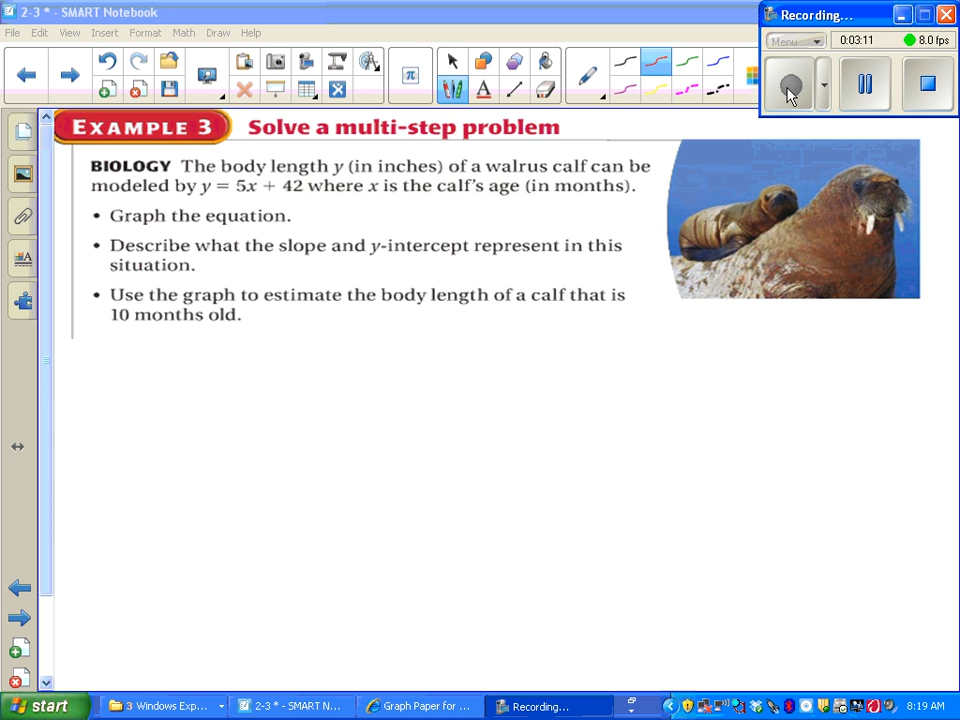 2-3 * - SMART Notebook
Recording...
File Edit View Insert Format Math Draw Help
Menu 0:03:11 8.0 fps
π
A
EXAMPLE 3 Solve a multi-step problem
BIOLOGY The body length y (in inches) of a walrus calf can be
modeled by y = 5x + 42 where x is the calf's age (in months).
• Graph the equation.
• Describe what the slope and y-intercept represent in this
situation.
• Use the graph to estimate the body length of a calf that is
10 months old.
start 3 Windows Exp... 2-3 * - SMART N... Graph Paper for ... Recording... 8:19 AM